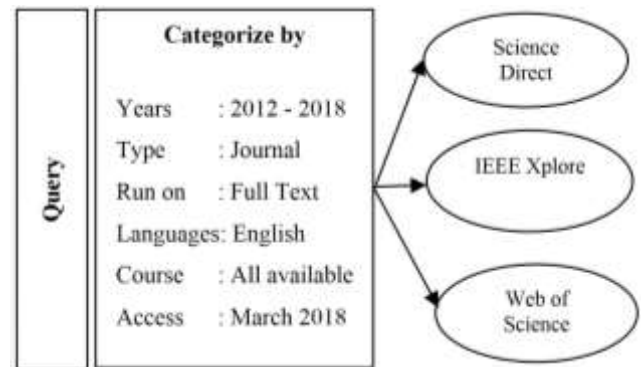 Query
Categorize by
Years : 2012 - 2018
Type : Journal
Run on : Full Text
Languages: English
Course : All available
Access : March 2018
Science
Direct
IEEE Xplore
Web of
Science